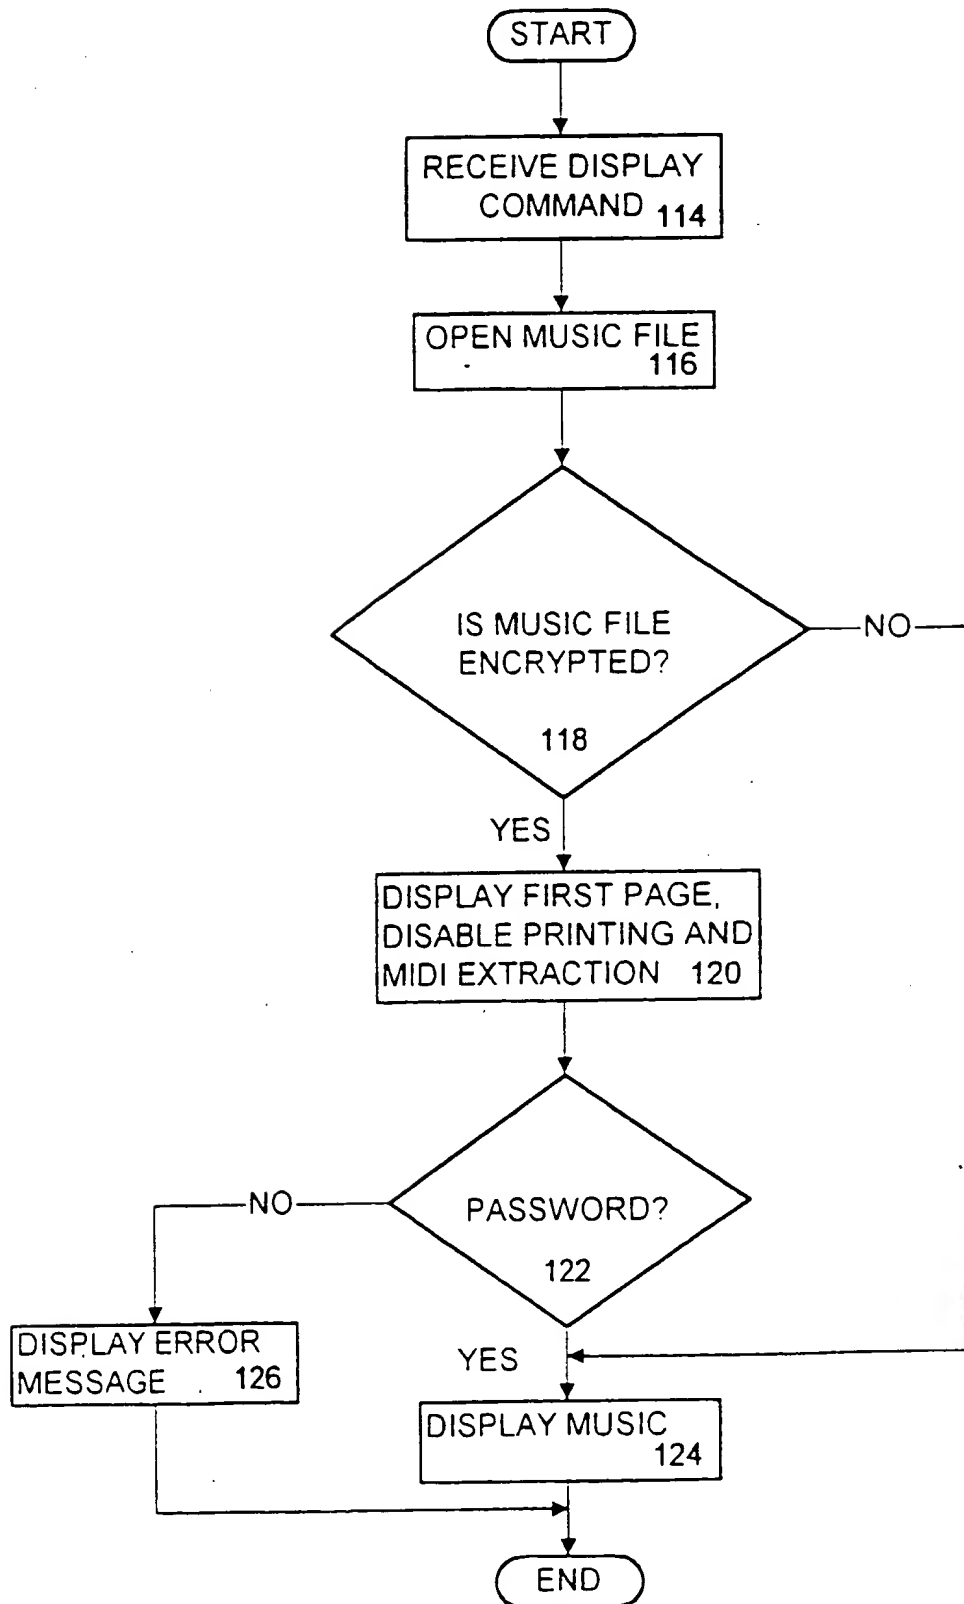 START
RECEIVE DISPLAY
COMMAND 114
OPEN MUSIC FILE
116
IS MUSIC FILE
ENCRYPTED?
118
NO
YES
DISPLAY FIRST PAGE,
DISABLE PRINTING AND
MIDI EXTRACTION 120
PASSWORD?
122
NO
DISPLAY ERROR
MESSAGE 126
YES
DISPLAY MUSIC
124
END